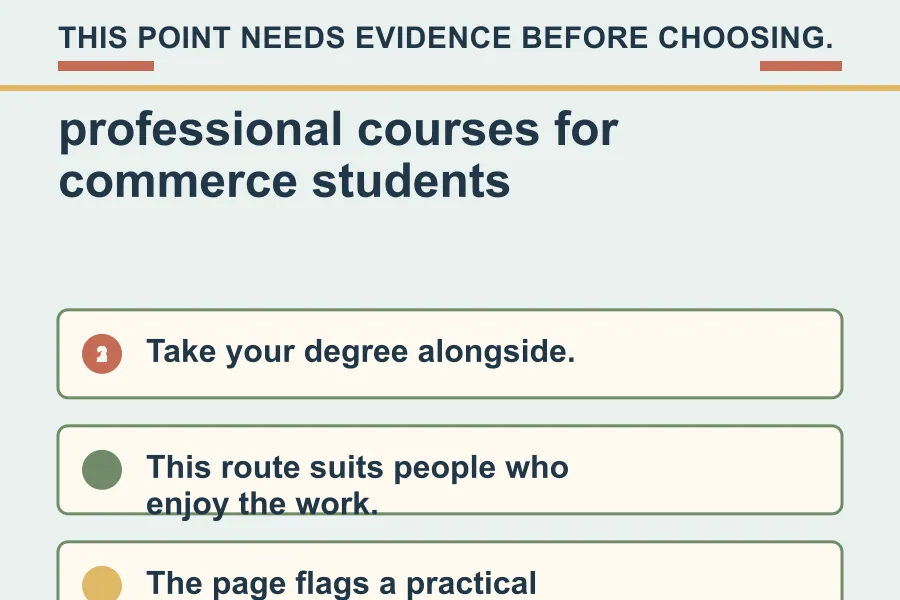 THIS POINT NEEDS EVIDENCE BEFORE CHOOSING.
professional courses for
commerce students
Take your degree alongside.
This route suits people who
enjoy the work.
The page flags a practical